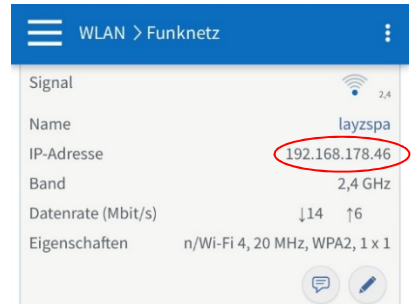 WLAN > Funknetz
Signal
2,4
Name layzspa
IP-Adresse 192.168.178.46
Band 2,4 GHz
Datenrate (Mbit/s) ↓14 ↑6
Eigenschaften n/Wi-Fi 4, 20 MHz, WPA2, 1 x 1